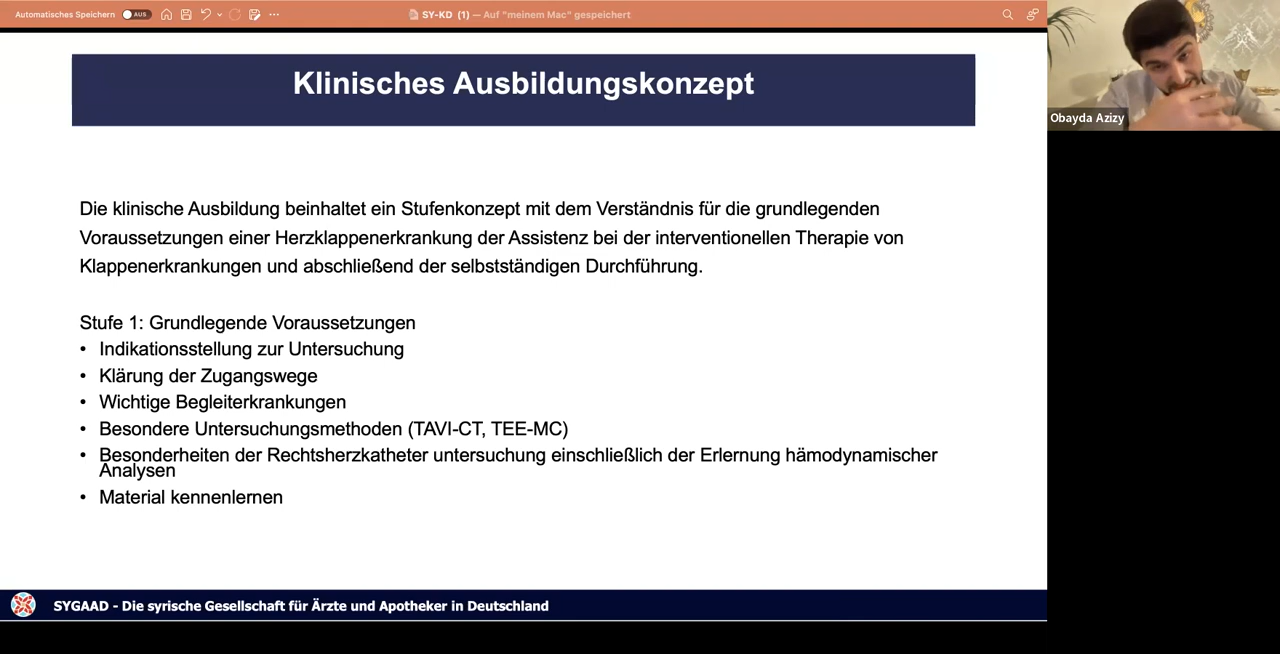 Automatisches Speichern AUS
SY-KD (1) — Auf "meinem Mac" gespeichert
Klinisches Ausbildungskonzept
Obayda Azizy
Die klinische Ausbildung beinhaltet ein Stufenkonzept mit dem Verständnis für die grundlegenden
Voraussetzungen einer Herzklappenerkrankung der Assistenz bei der interventionellen Therapie von
Klappenerkrankungen und abschließend der selbstständigen Durchführung.
Stufe 1: Grundlegende Voraussetzungen
• Indikationsstellung zur Untersuchung
• Klärung der Zugangswege
• Wichtige Begleiterkrankungen
• Besondere Untersuchungsmethoden (TAVI-CT, TEE-MC)
• Besonderheiten der Rechtsherzkatheter untersuchung einschließlich der Erlernung hämodynamischer
Analysen
• Material kennenlernen
SYGAAD - Die syrische Gesellschaft für Ärzte und Apotheker in Deutschland